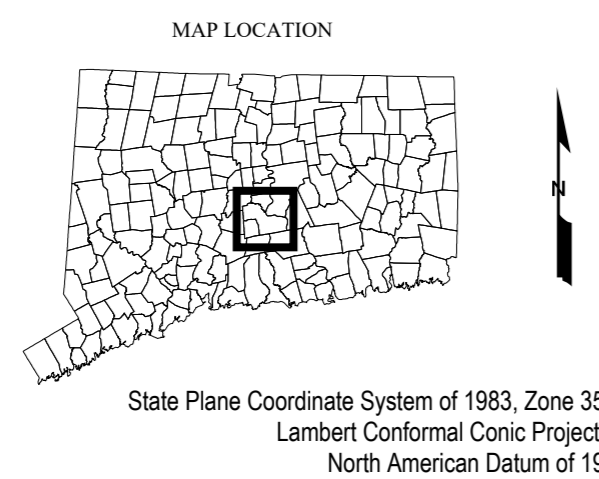 MAP LOCATION
N
State Plane Coordinate System of 1983, Zone 35
Lambert Conformal Conic Project
North American Datum of 19